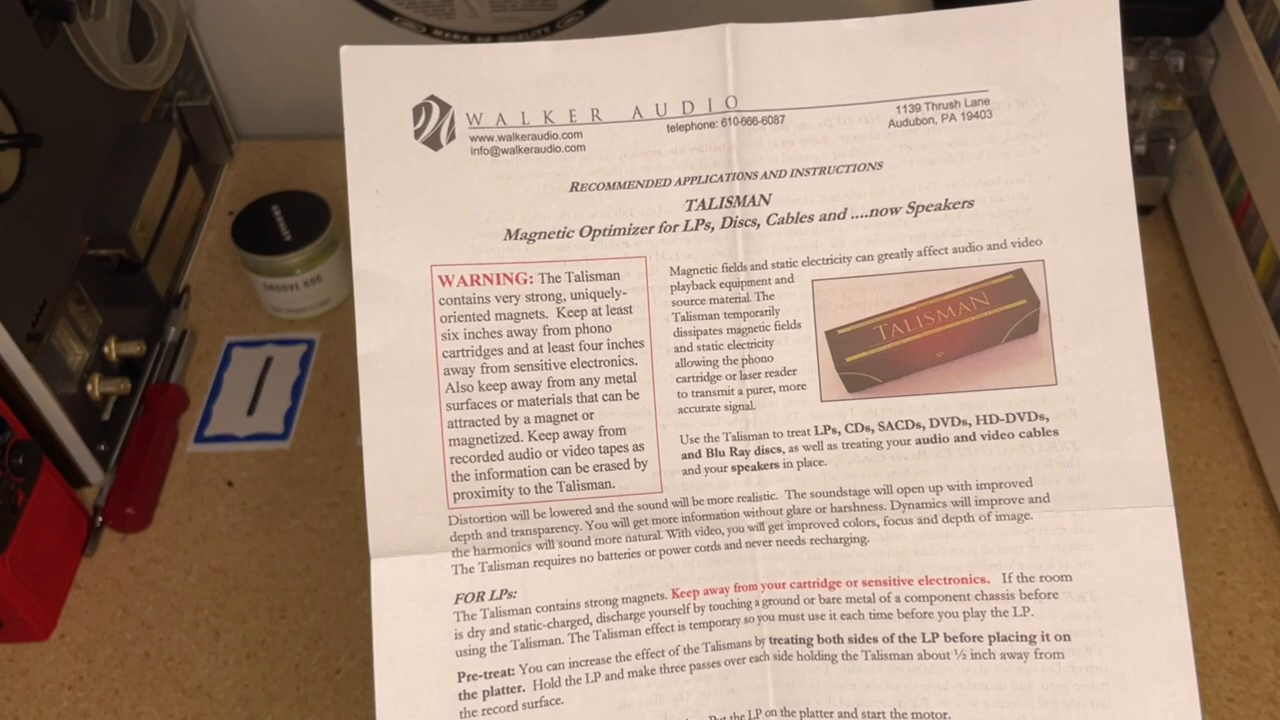 WALKER AUDIO
www.walkeraudio.com
info@walkeraudio.com
telephone: 610-666-6087
1139 Thrush Lane
Audubon, PA 19403
RECOMMENDED APPLICATIONS AND INSTRUCTIONS
TALISMAN
Magnetic Optimizer for LPs, Discs, Cables and ....now Speakers
WARNING: The Talisman
contains very strong, uniquely-
oriented magnets. Keep at least
six inches away from phono
cartridges and at least four inches
away from sensitive electronics.
Also keep away from any metal
surfaces or materials that can be
attracted by a magnet or
magnetized. Keep away from
recorded audio or video tapes as
the information can be erased by
proximity to the Talisman.
Magnetic fields and static electricity can greatly affect audio and video
playback equipment and
source material. The
Talisman temporarily
dissipates magnetic fields
and static electricity
allowing the phono
cartridge or laser reader
to transmit a purer, more
accurate signal.
TALISMAN
Use the Talisman to treat LPs, CDs, SACDs, DVDs, HD-DVDs,
and Blu Ray discs, as well as treating your audio and video cables
and your speakers in place.
Distortion will be lowered and the sound will be more realistic. The soundstage will open up with improved
depth and transparency. You will get more information without glare or harshness. Dynamics will improve and
the harmonics will sound more natural. With video, you will get improved colors, focus and depth of image.
The Talisman requires no batteries or power cords and never needs recharging.
FOR LPs:
The Talisman contains strong magnets. Keep away from your cartridge or sensitive electronics. If the room
is dry and static-charged, discharge yourself by touching a ground or bare metal of a component chassis before
using the Talisman. The Talisman effect is temporary so you must use it each time before you play the LP.
Pre-treat: You can increase the effect of the Talismans by treating both sides of the LP before placing it on
the platter. Hold the LP and make three passes over each side holding the Talisman about ½ inch away from
the record surface.
the LP on the platter and start the motor.